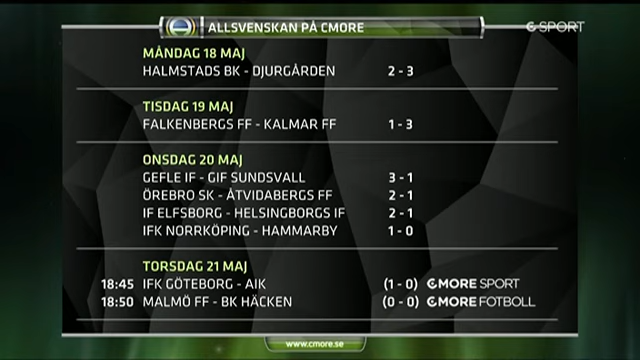 ALLSVENSKAN PÅ CMORE
CSPORT
MÅNDAG 18 MAJ
HALMSTADS BK - DJURGÅRDEN 2 - 3
TISDAG 19 MAJ
FALKENBERGS FF - KALMAR FF 1 - 3
ONSDAG 20 MAJ
GEFLE IF - GIF SUNDSVALL 3 - 1
ÖREBRO SK - ÅTVIDABERGS FF 2 - 1
IF ELFSBORG - HELSINGBORGS IF 2 - 1
IFK NORRKÖPING - HAMMARBY 1 - 0
TORSDAG 21 MAJ
18:45 IFK GÖTEBORG - AIK (1 - 0) CMORE SPORT
18:50 MALMÖ FF - BK HÄCKEN (0 - 0) CMORE FOTBOLL
www.cmore.se